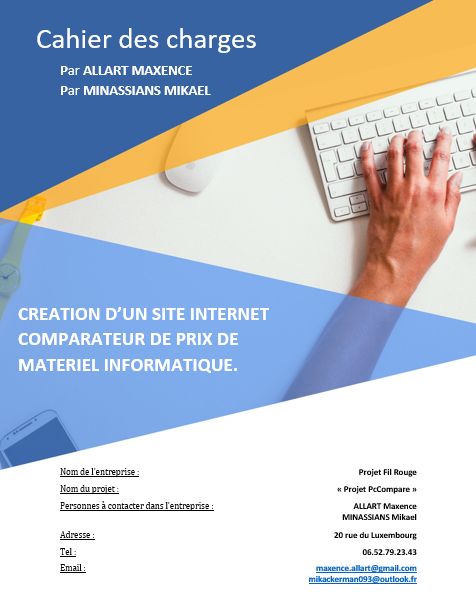 Cahier des charges
Par ALLART MAXENCE
Par MINASSIANS MIKAEL
CREATION D’UN SITE INTERNET
COMPARATEUR DE PRIX DE
MATERIEL INFORMATIQUE.
Nom de l'entreprise : Projet Fil Rouge
Nom du projet : « Projet PcCompare »
Personnes à contacter dans l'entreprise : ALLART Maxence
MINASSIANS Mikael
Adresse : 20 rue du Luxembourg
Tel : 06.52.79.23.43
Email : maxence.allart@gmail.com
mikackerman093@outlook.fr